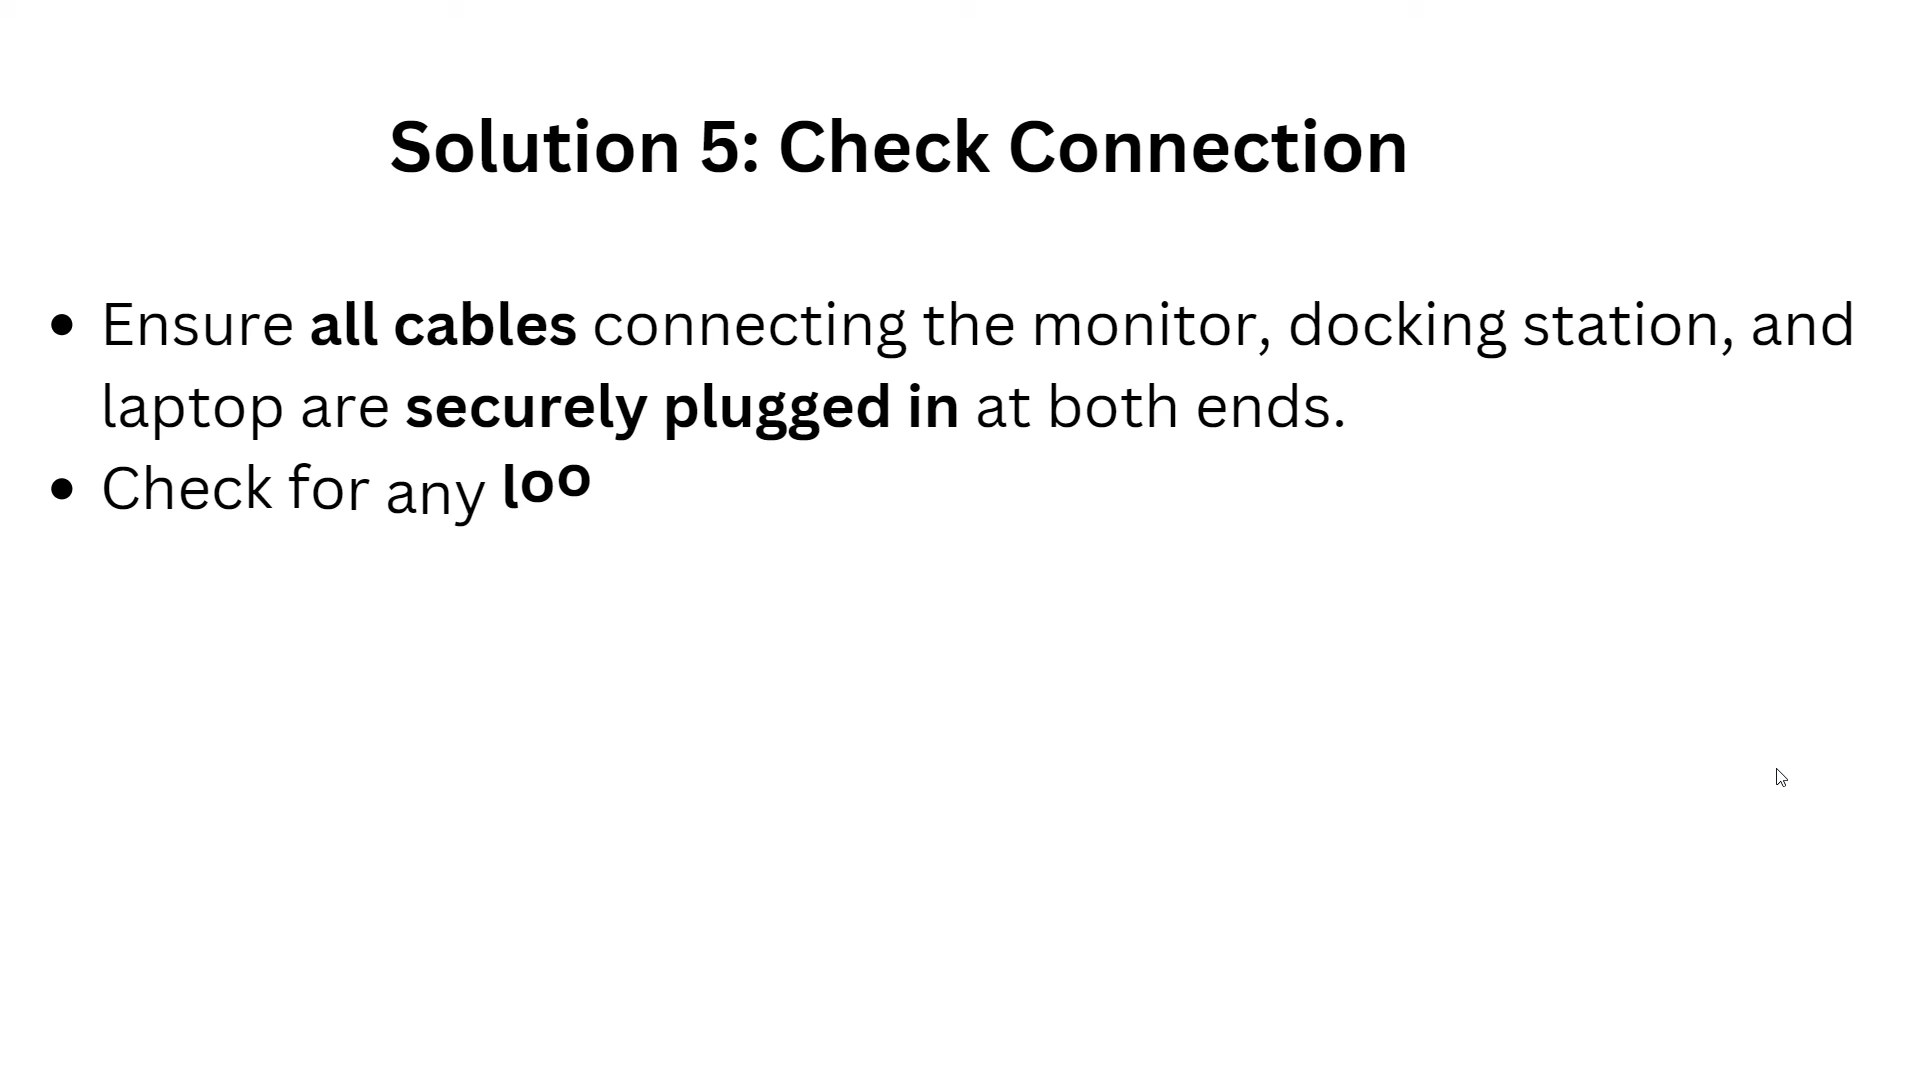 Solution 5: Check Connection
• Ensure all cables connecting the monitor, docking station, and
laptop are securely plugged in at both ends.
• Check for any loo